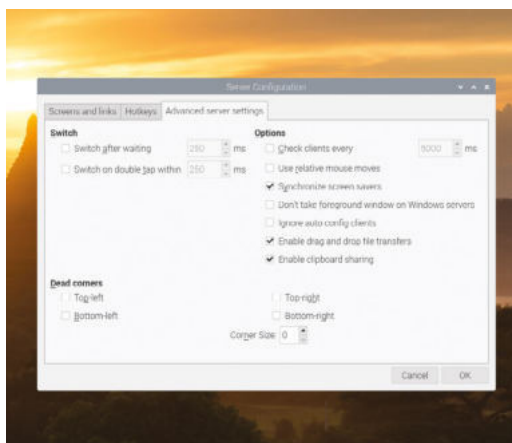 Server Configuration
Screens and links Hotkeys Advanced server settings
Switch
Switch after waiting 250 ms
Switch on double tap within 250 ms
Options
Check clients every 5000 ms
Use relative mouse moves
Synchronize screen savers
Don't take foreground window on Windows servers
Ignore auto config clients
Enable drag and drop file transfers
Enable clipboard sharing
Dead corners
Top-left
Top-right
Bottom-left
Bottom-right
Corner Size 0
Cancel OK